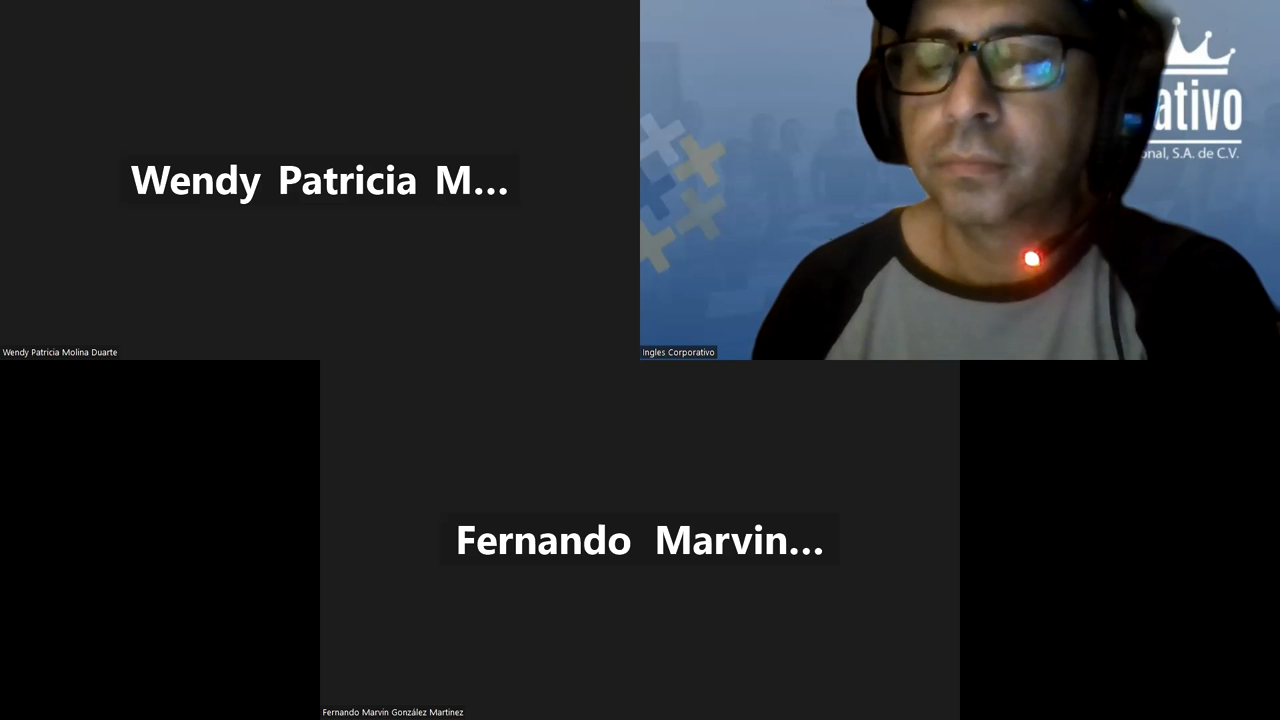 Wendy Patricia M...
Wendy Patricia Molina Duarte
ativo
onal, S.A. de C.V.
Ingles Corporativo
Fernando Marvin...
Fernando Marvin González Martinez